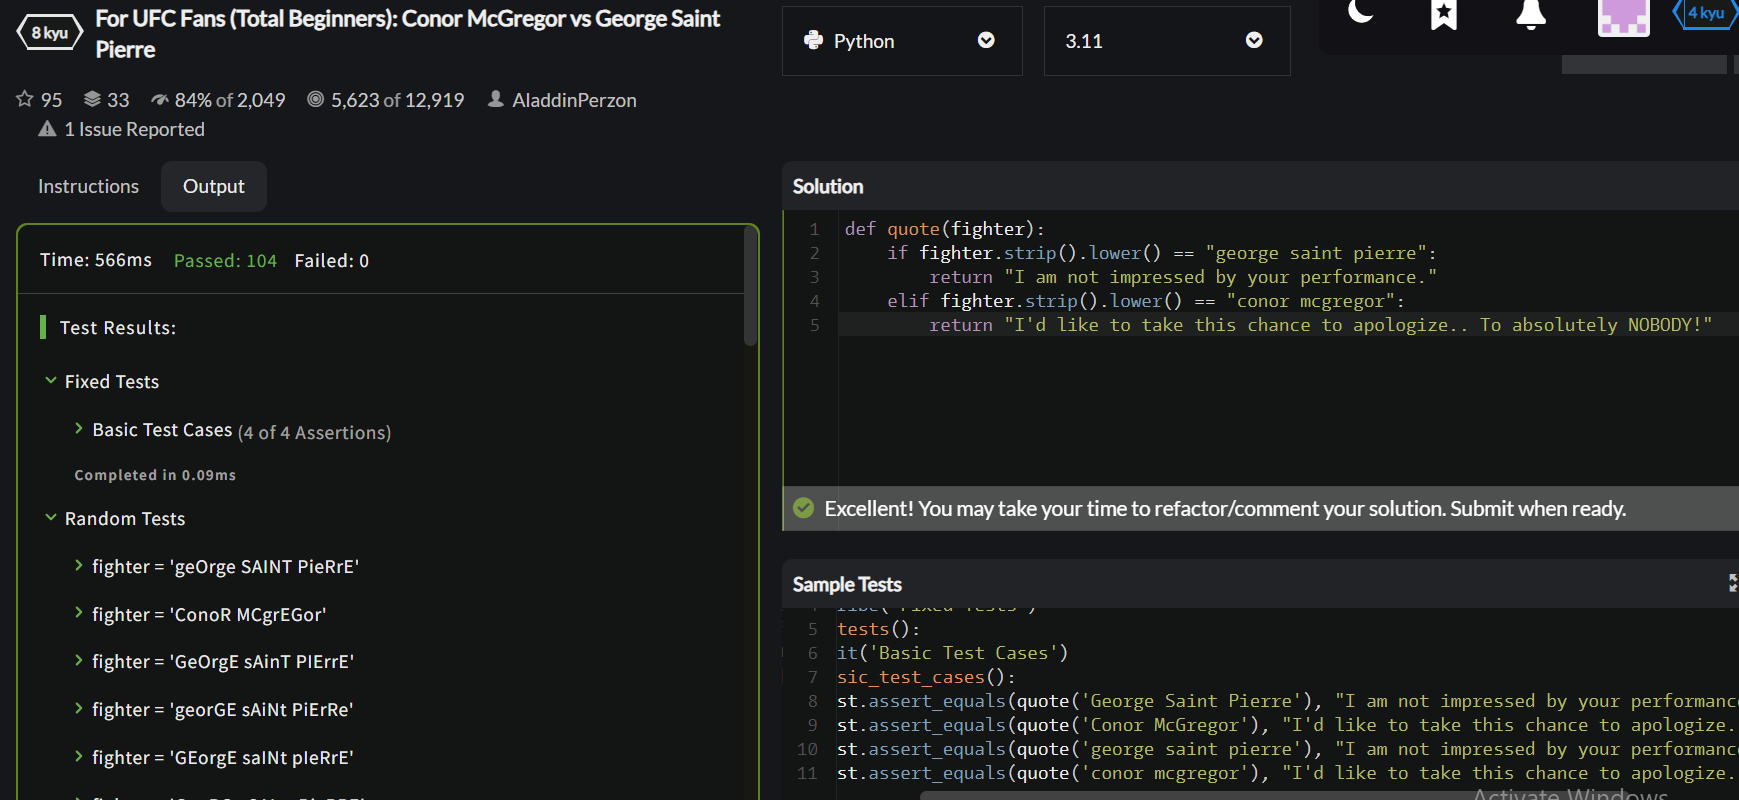 8 kyu
For UFC Fans (Total Beginners): Conor McGregor vs George Saint
Pierre
95 33 84% of 2,049 5,623 of 12,919 AladdinPerzon
1 Issue Reported
Python
3.11
4 kyu
Instructions Output
Time: 566ms Passed: 104 Failed: 0
Test Results:
Fixed Tests
Basic Test Cases (4 of 4 Assertions)
Completed in 0.09ms
Random Tests
fighter = 'geOrge SAINT PieRrE'
fighter = 'ConoR MCgrEGor'
fighter = 'GeOrgE sAinT PIErrE'
fighter = 'georGE sAiNt PiErRe'
fighter = 'GEorgE saINt pIeRrE'
Solution
1 def quote(fighter):
2 if fighter.strip().lower() == "george saint pierre":
3 return "I am not impressed by your performance."
4 elif fighter.strip().lower() == "conor mcgregor":
5 return "I'd like to take this chance to apologize.. To absolutely NOBODY!"
Excellent! You may take your time to refactor/comment your solution. Submit when ready.
Sample Tests
5 tests():
6 it('Basic Test Cases')
7 sic_test_cases():
8 st.assert_equals(quote('George Saint Pierre'), "I am not impressed by your performanc
9 st.assert_equals(quote('Conor McGregor'), "I'd like to take this chance to apologize.
10 st.assert_equals(quote('george saint pierre'), "I am not impressed by your performanc
11 st.assert_equals(quote('conor mcgregor'), "I'd like to take this chance to apologize.
Activate Windows